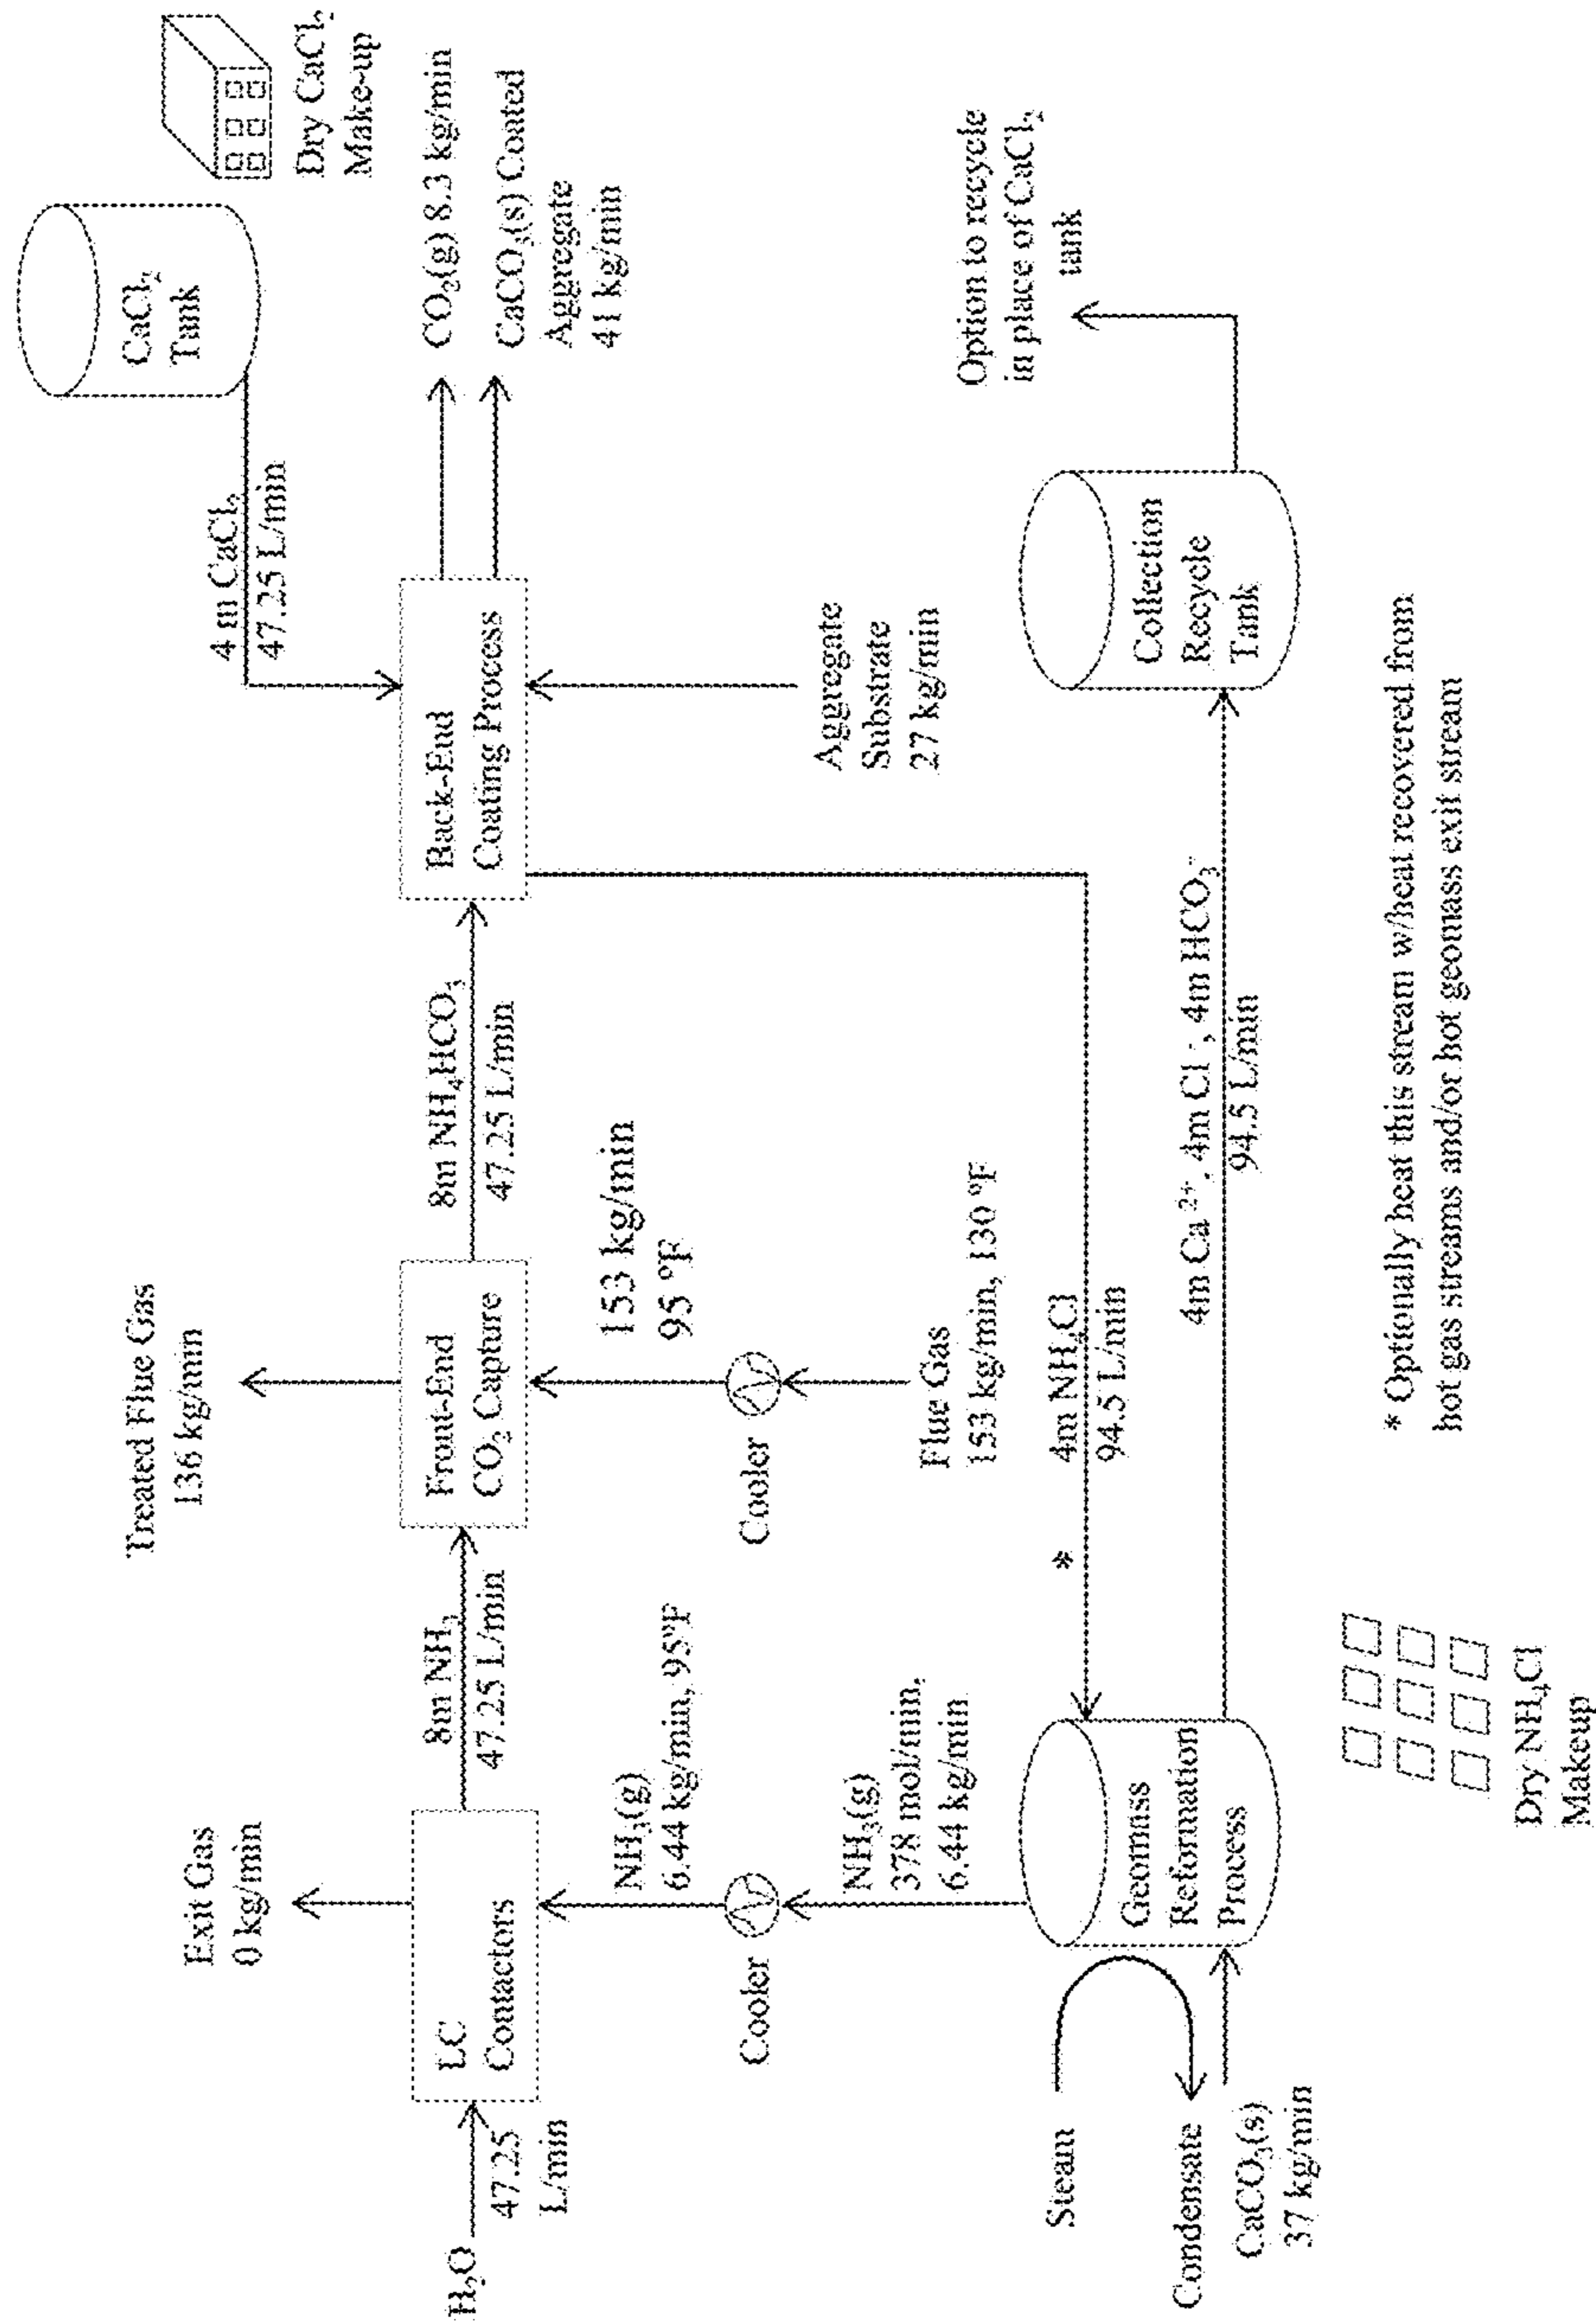 H₂O
47.25
L/min
LC
Contactors
Exit Gas
0 kg/min
8m NH₃
47.25 L/min
NH₃(g)
6.44 kg/min, 95°F
Cooler
NH₃(g)
378 mol/min,
6.44 kg/min
Geomass
Reformation
Process
Steam
Condensate
CaCO₃(s)
37 kg/min
Dry NH₄Cl
Makeup
Treated Flue Gas
136 kg/min
Front-End
CO₂ Capture
8m NH₄HCO₃
47.25 L/min
153 kg/min
95 °F
Cooler
Flue Gas
153 kg/min, 130 °F
*
4m NH₄Cl
94.5 L/min
4m Ca²⁺, 4m Cl⁻, 4m HCO₃⁻
94.5 L/min
Back-End
Coating Process
Aggregate
Substrate
27 kg/min
4 m CaCl₂
47.25 L/min
CaCl₂
Tank
Dry CaCl₂
Make-up
CO₂(g) 8.3 kg/min
CaCO₃(s) Coated
Aggregate
41 kg/min
Collection
Recycle
Tank
Option to recycle
in place of CaCl₂
tank
* Optionally heat this stream w/heat recovered from
hot gas streams and/or hot geomass exit stream